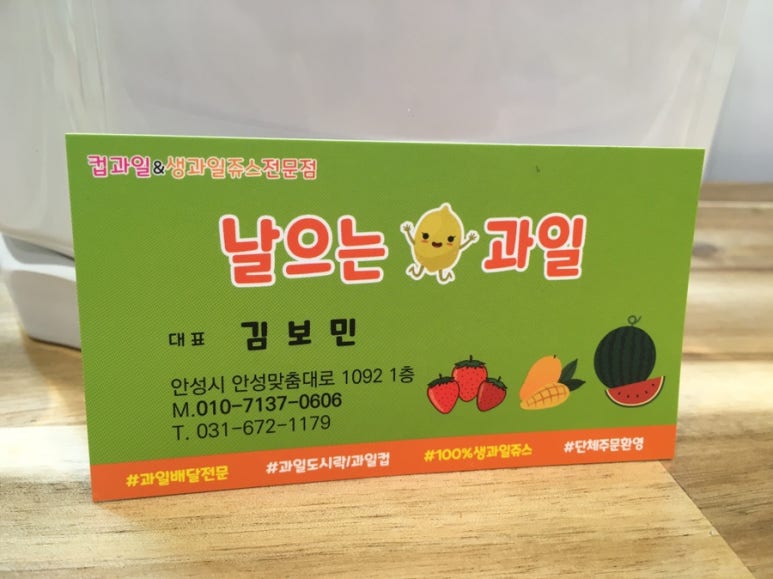 컵과일&생과일쥬스전문점
날으는 과일
대표 김보민
안성시 안성맞춤대로 1092 1층
M.010-7137-0606
T. 031-672-1179
#과일배달전문 #과일도시락/과일컵 #100%생과일쥬스 #단체주문환영